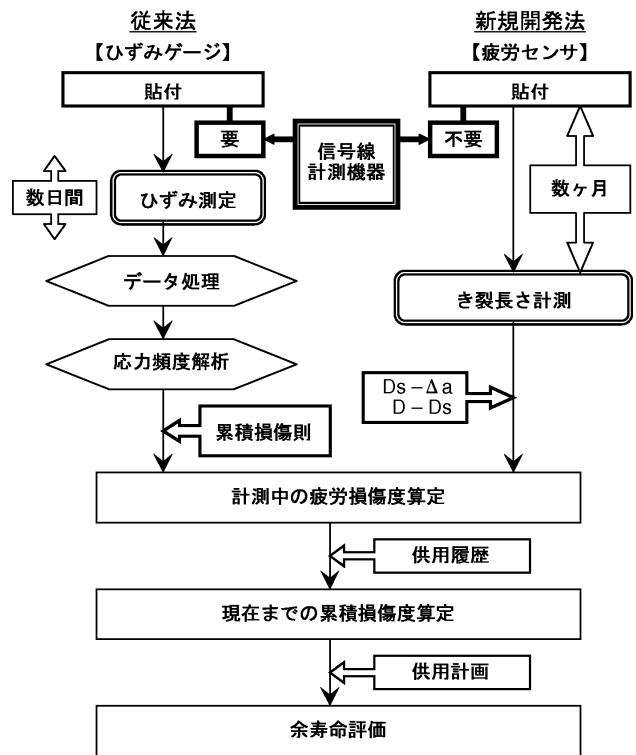 従来法
【ひずみゲージ】
新規開発法
【疲労センサ】
貼付
貼付
要
信号線
計測機器
不要
数日間
ひずみ測定
数ヶ月
データ処理
き裂長さ計測
応力頻度解析
Ds－Δa
D－Ds
累積損傷則
計測中の疲労損傷度算定
供用履歴
現在までの累積損傷度算定
供用計画
余寿命評価